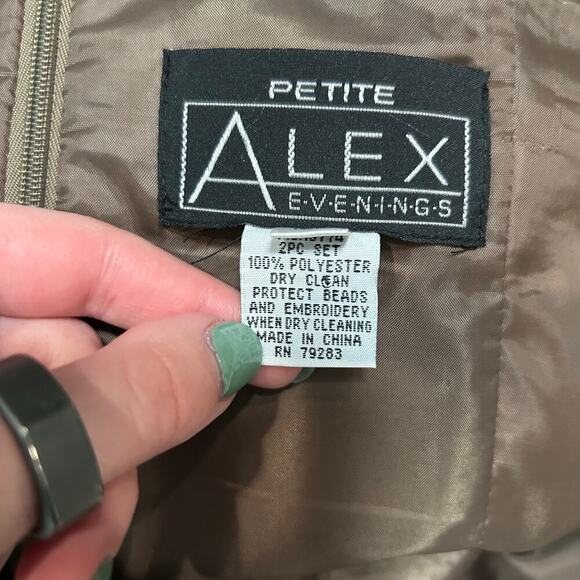 PETITE
ALEX
E·V·E·N·I·N·G·S
2PC SET
100% POLYESTER
DRY CLEAN
PROTECT BEADS
AND EMBROIDERY
WHEN DRY CLEANING
MADE IN CHINA
RN 79283